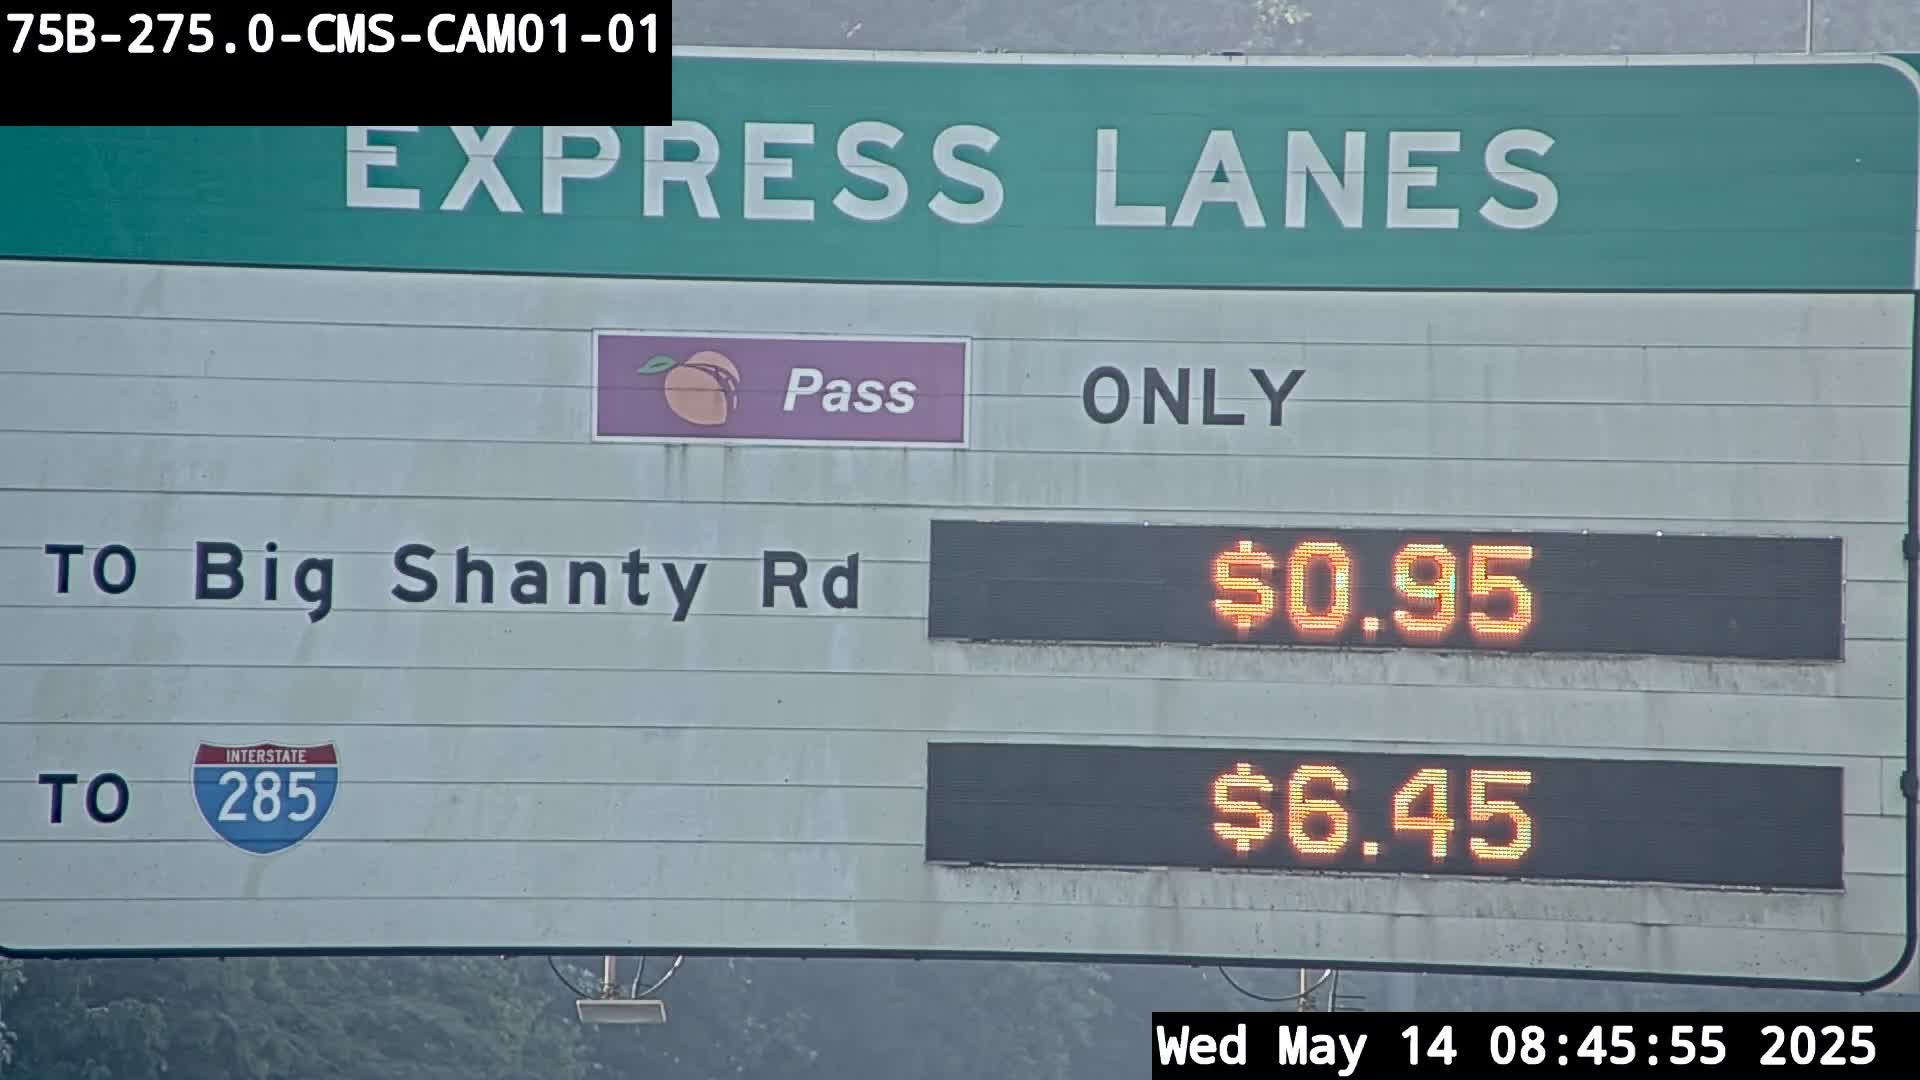 75B-275.0-CMS-CAM01-01
EXPRESS LANES
Pass ONLY
TO Big Shanty Rd $0.95
INTERSTATE
TO 285 $6.45
Wed May 14 08:45:55 2025